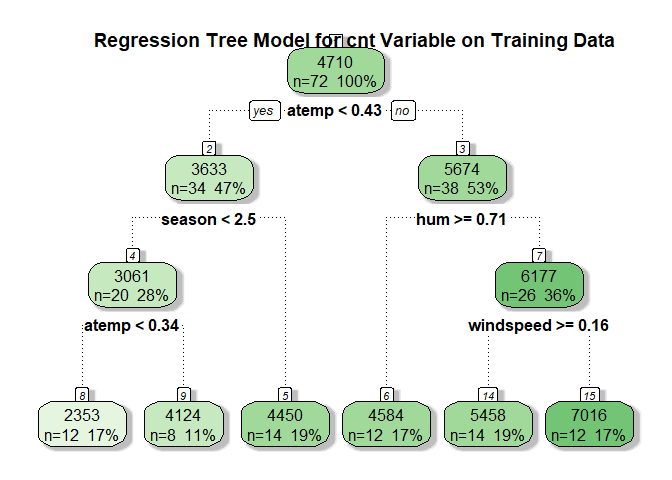 Regression Tree Model for cnt Variable on Training Data
1
4710
n=72 100%
yes atemp < 0.43 no
2 3
3633 5674
n=34 47% n=38 53%
season < 2.5 hum >= 0.71
4 7
3061 6177
n=20 28% n=26 36%
atemp < 0.34 windspeed >= 0.16
8 9 5 6 14 15
2353 4124 4450 4584 5458 7016
n=12 17% n=8 11% n=14 19% n=12 17% n=14 19% n=12 17%